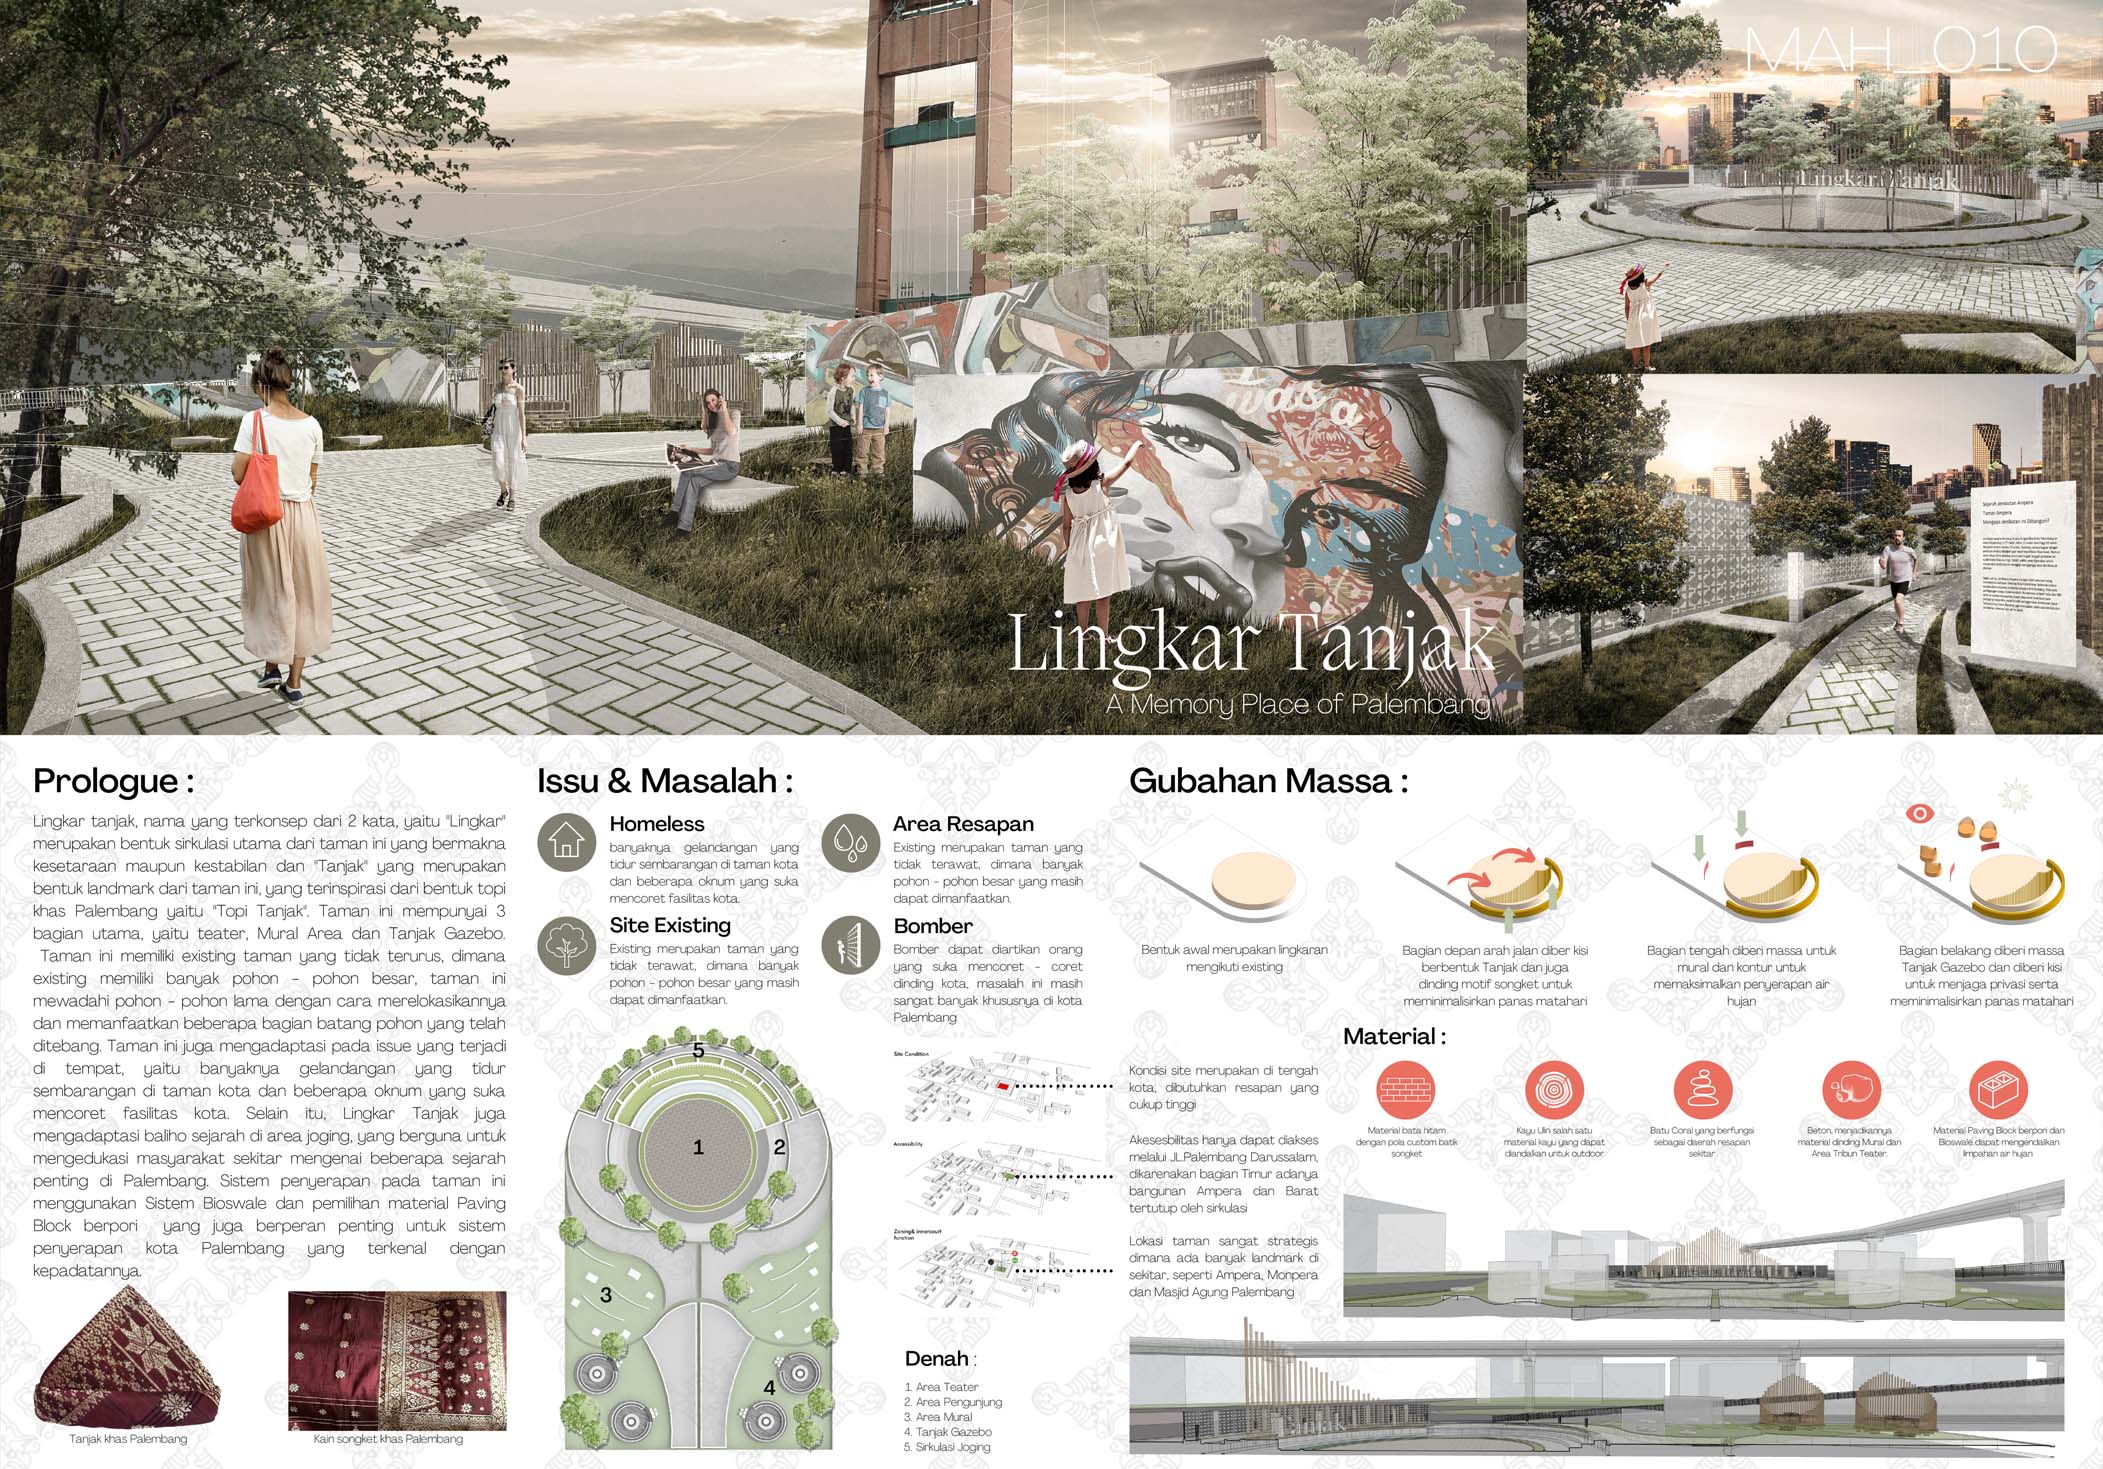 MAH_010
Lingkar Tanjak
was a
Sejarah Jembatan Ampera
Taman Ampera
Mengapa Jembatan Ini Dibangun?
Lingkar Tanjak
A Memory Place of Palembang
Prologue :
Lingkar tanjak, nama yang terkonsep dari 2 kata, yaitu "Lingkar"
merupakan bentuk sirkulasi utama dari taman ini yang bermakna
kesetaraan maupun kestabilan dan "Tanjak" yang merupakan
bentuk landmark dari taman ini, yang terinspirasi dari bentuk topi
khas Palembang yaitu "Topi Tanjak". Taman ini mempunyai 3
bagian utama, yaitu teater, Mural Area dan Tanjak Gazebo.
Taman ini memiliki existing taman yang tidak terurus, dimana
existing memiliki banyak pohon - pohon besar, taman ini
mewadahi pohon - pohon lama dengan cara merelokasikannya
dan memanfaatkan beberapa bagian batang pohon yang telah
ditebang. Taman ini juga mengadaptasi pada issue yang terjadi
di tempat, yaitu banyaknya gelandangan yang tidur
sembarangan di taman kota dan beberapa oknum yang suka
mencoret fasilitas kota. Selain itu, Lingkar Tanjak juga
mengadaptasi baliho sejarah di area joging, yang berguna untuk
mengedukasi masyarakat sekitar mengenai beberapa sejarah
penting di Palembang. Sistem penyerapan pada taman ini
menggunakan Sistem Bioswale dan pemilihan material Paving
Block berpori yang juga berperan penting untuk sistem
penyerapan kota Palembang yang terkenal dengan
kepadatannya.
Tanjak khas Palembang
Kain songket khas Palembang
Issu & Masalah :
Homeless
banyaknya gelandangan yang
tidur sembarangan di taman kota
dan beberapa oknum yang suka
mencoret fasilitas kota.
Area Resapan
Existing merupakan taman yang
tidak terawat, dimana banyak
pohon - pohon besar yang masih
dapat dimanfaatkan.
Site Existing
Existing merupakan taman yang
tidak terawat, dimana banyak
pohon - pohon besar yang masih
dapat dimanfaatkan.
Bomber
Bomber dapat diartikan orang
yang suka mencoret - coret
dinding kota, masalah ini masih
sangat banyak khususnya di kota
Palembang
5
1
2
3
4
Site Condition
Accessibility
Zoning& innercourt
function
Kondisi site merupakan di tengah
kota, dibutuhkan resapan yang
cukup tinggi
Aksesbilitas hanya dapat diakses
melalui JL.Palembang Darussalam,
dikarenakan bagian Timur adanya
bangunan Ampera dan Barat
tertutup oleh sirkulasi
Lokasi taman sangat strategis
dimana ada banyak landmark di
sekitar, seperti Ampera, Monpera
dan Masjid Agung Palembang
Denah :
1. Area Teater
2. Area Pengunjung
3. Area Mural
4. Tanjak Gazebo
5. Sirkulasi Joging
Gubahan Massa :
Bentuk awal merupakan lingkaran
mengikuti existing
Bagian depan arah jalan diber kisi
berbentuk Tanjak dan juga
dinding motif songket untuk
meminimalisirkan panas matahari
Bagian tengah diberi massa untuk
mural dan kontur untuk
memaksimalkan penyerapan air
hujan
Bagian belakang diberi massa
Tanjak Gazebo dan diberi kisi
untuk menjaga privasi serta
meminimalisirkan panas matahari
Material :
Material bata hitam
dengan pola custom batik
songket
Kayu Ulin salah satu
material kayu yang dapat
diandalkan untuk outdoor
Batu Coral yang berfungsi
sebagai daerah resapan
sekitar
Beton, menjadikannya
material dinding Mural dan
Area Tribun Teater.
Material Paving Block berpori dan
Bioswale dapat mengendalikan
limpahan air hujan